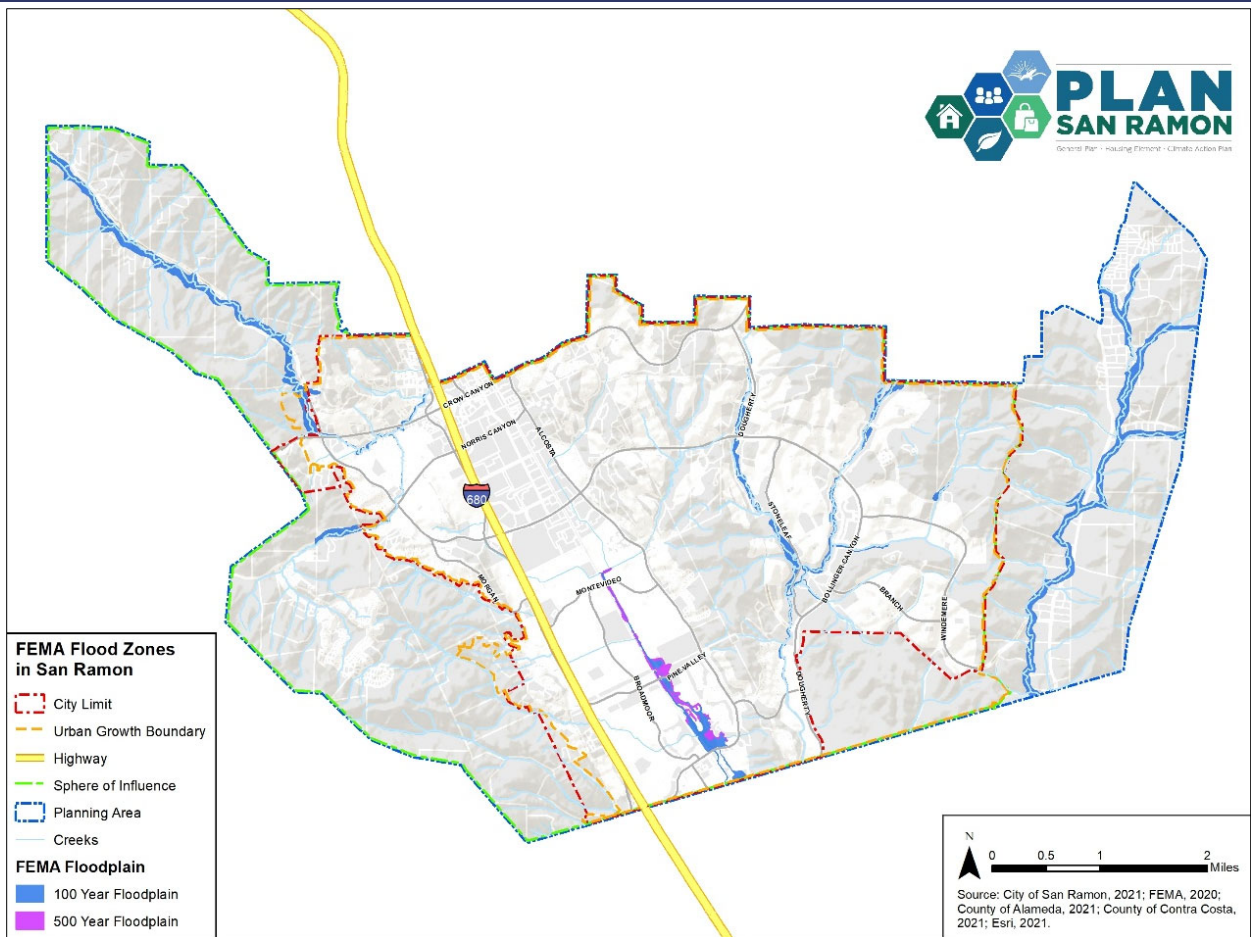 PLAN
SAN RAMON
General Plan · Housing Element · Climate Action Plan
CROW CANYON
NORRIS CANYON
ALCOSTA
DOUGHERTY
680
STONELEAF
BOLLINGER CANYON
MORGAN
MONTEVIDEO
BRANCH
WINDEMERE
PINE VALLEY
BROADMOOR
DOUGHERTY
FEMA Flood Zones
in San Ramon
City Limit
Urban Growth Boundary
Highway
Sphere of Influence
Planning Area
Creeks
FEMA Floodplain
100 Year Floodplain
500 Year Floodplain
N
0 0.5 1 2
Miles
Source: City of San Ramon, 2021; FEMA, 2020;
County of Alameda, 2021; County of Contra Costa,
2021; Esri, 2021.